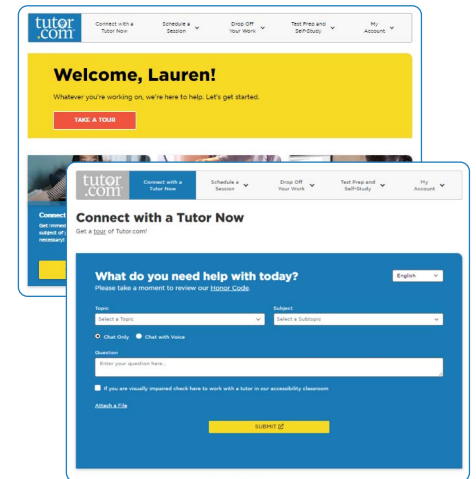 tutor
.com
Connect with a
Tutor Now
Schedule a
Session
Drop Off
Your Work
Test Prep and
Self-Study
My
Account
Welcome, Lauren!
Whatever you're working on, we're here to help. Let's get started.
TAKE A TOUR
Connect
Get immed
subject of
necessary!
tutor
.com
Connect with a
Tutor Now
Schedule a
Session
Drop Off
Your Work
Test Prep and
Self-Study
My
Account
Connect with a Tutor Now
Get a tour of Tutor.com!
What do you need help with today?
Please take a moment to review our Honor Code.
English
Topic
Subject
Select a Topic
Select a Subtopic
Chat Only
Chat with Voice
Question
Enter your question here...
If you are visually impaired check here to work with a tutor in our accessibility classroom
Attach a File
SUBMIT